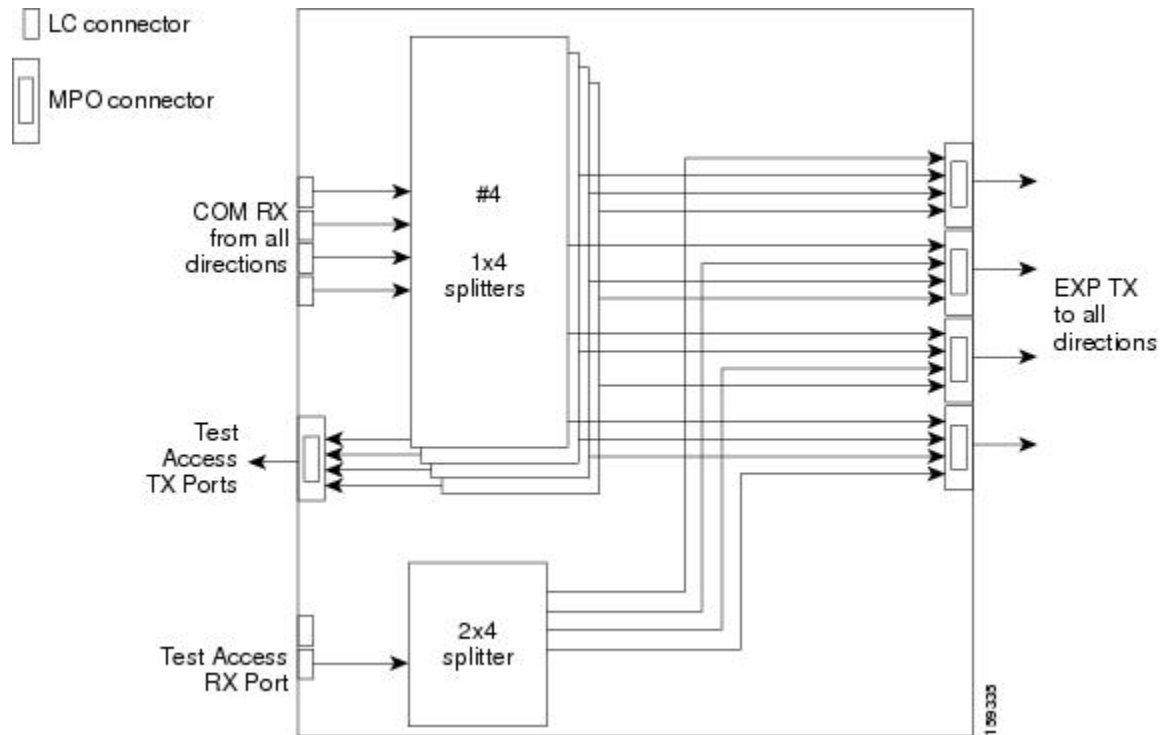 LC connector
MPO connector
COM RX
from all
directions
#4
1x4
splitters
EXP TX
to all
directions
Test
Access
TX Ports
2x4
splitter
Test Access
RX Port
159335